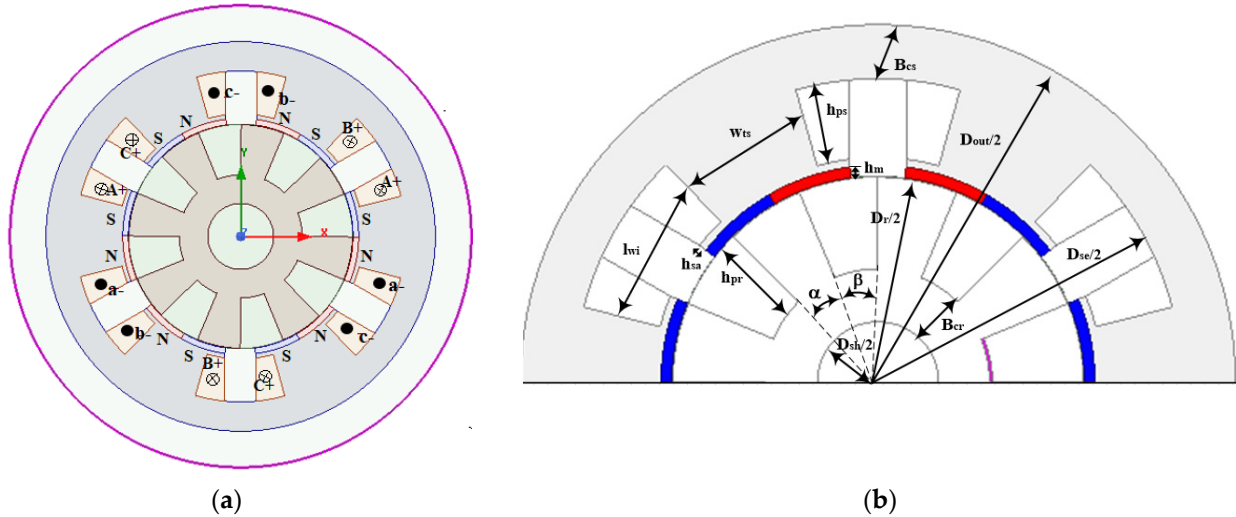 c-
b-
N
N
S
S
C+
B+
A+
A+
S
S
Y
Z
X
N
N
a-
a-
b-
c-
N
N
S
S
B+
C+
Bcs
hps
wts
Dout/2
hm
Dr/2
lwi
hsa
hpr
Dse/2
α
β
Bcr
Dsh/2
(a)
(b)